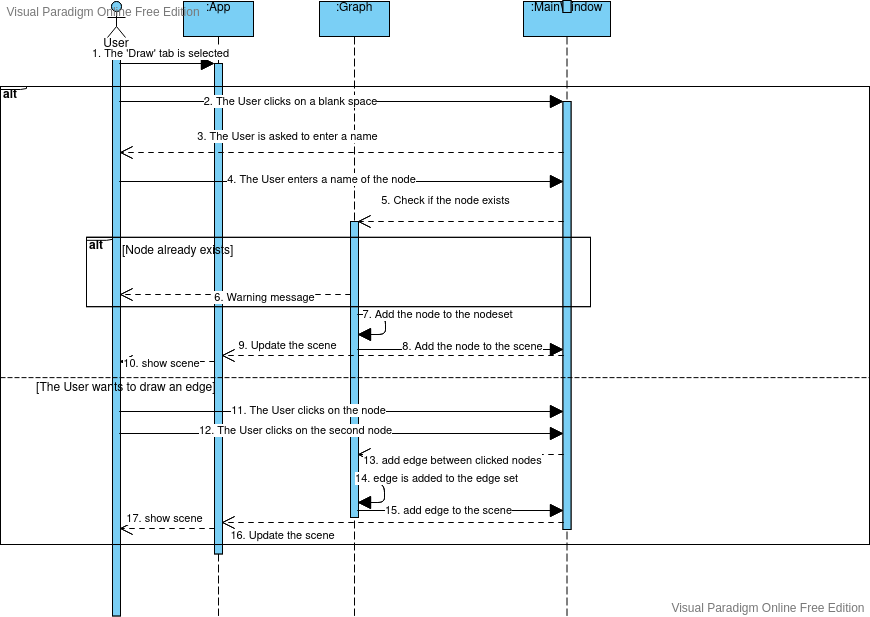 Visual Paradigm Online Free Edition
:App
:Graph
:MainWindow
User
1. The 'Draw' tab is selected
alt
2. The User clicks on a blank space
3. The User is asked to enter a name
4. The User enters a name of the node
5. Check if the node exists
alt
[Node already exists]
6. Warning message
7. Add the node to the nodeset
9. Update the scene
8. Add the node to the scene
10. show scene
[The User wants to draw an edge]
11. The User clicks on the node
12. The User clicks on the second node
13. add edge between clicked nodes
14. edge is added to the edge set
15. add edge to the scene
17. show scene
16. Update the scene
Visual Paradigm Online Free Edition